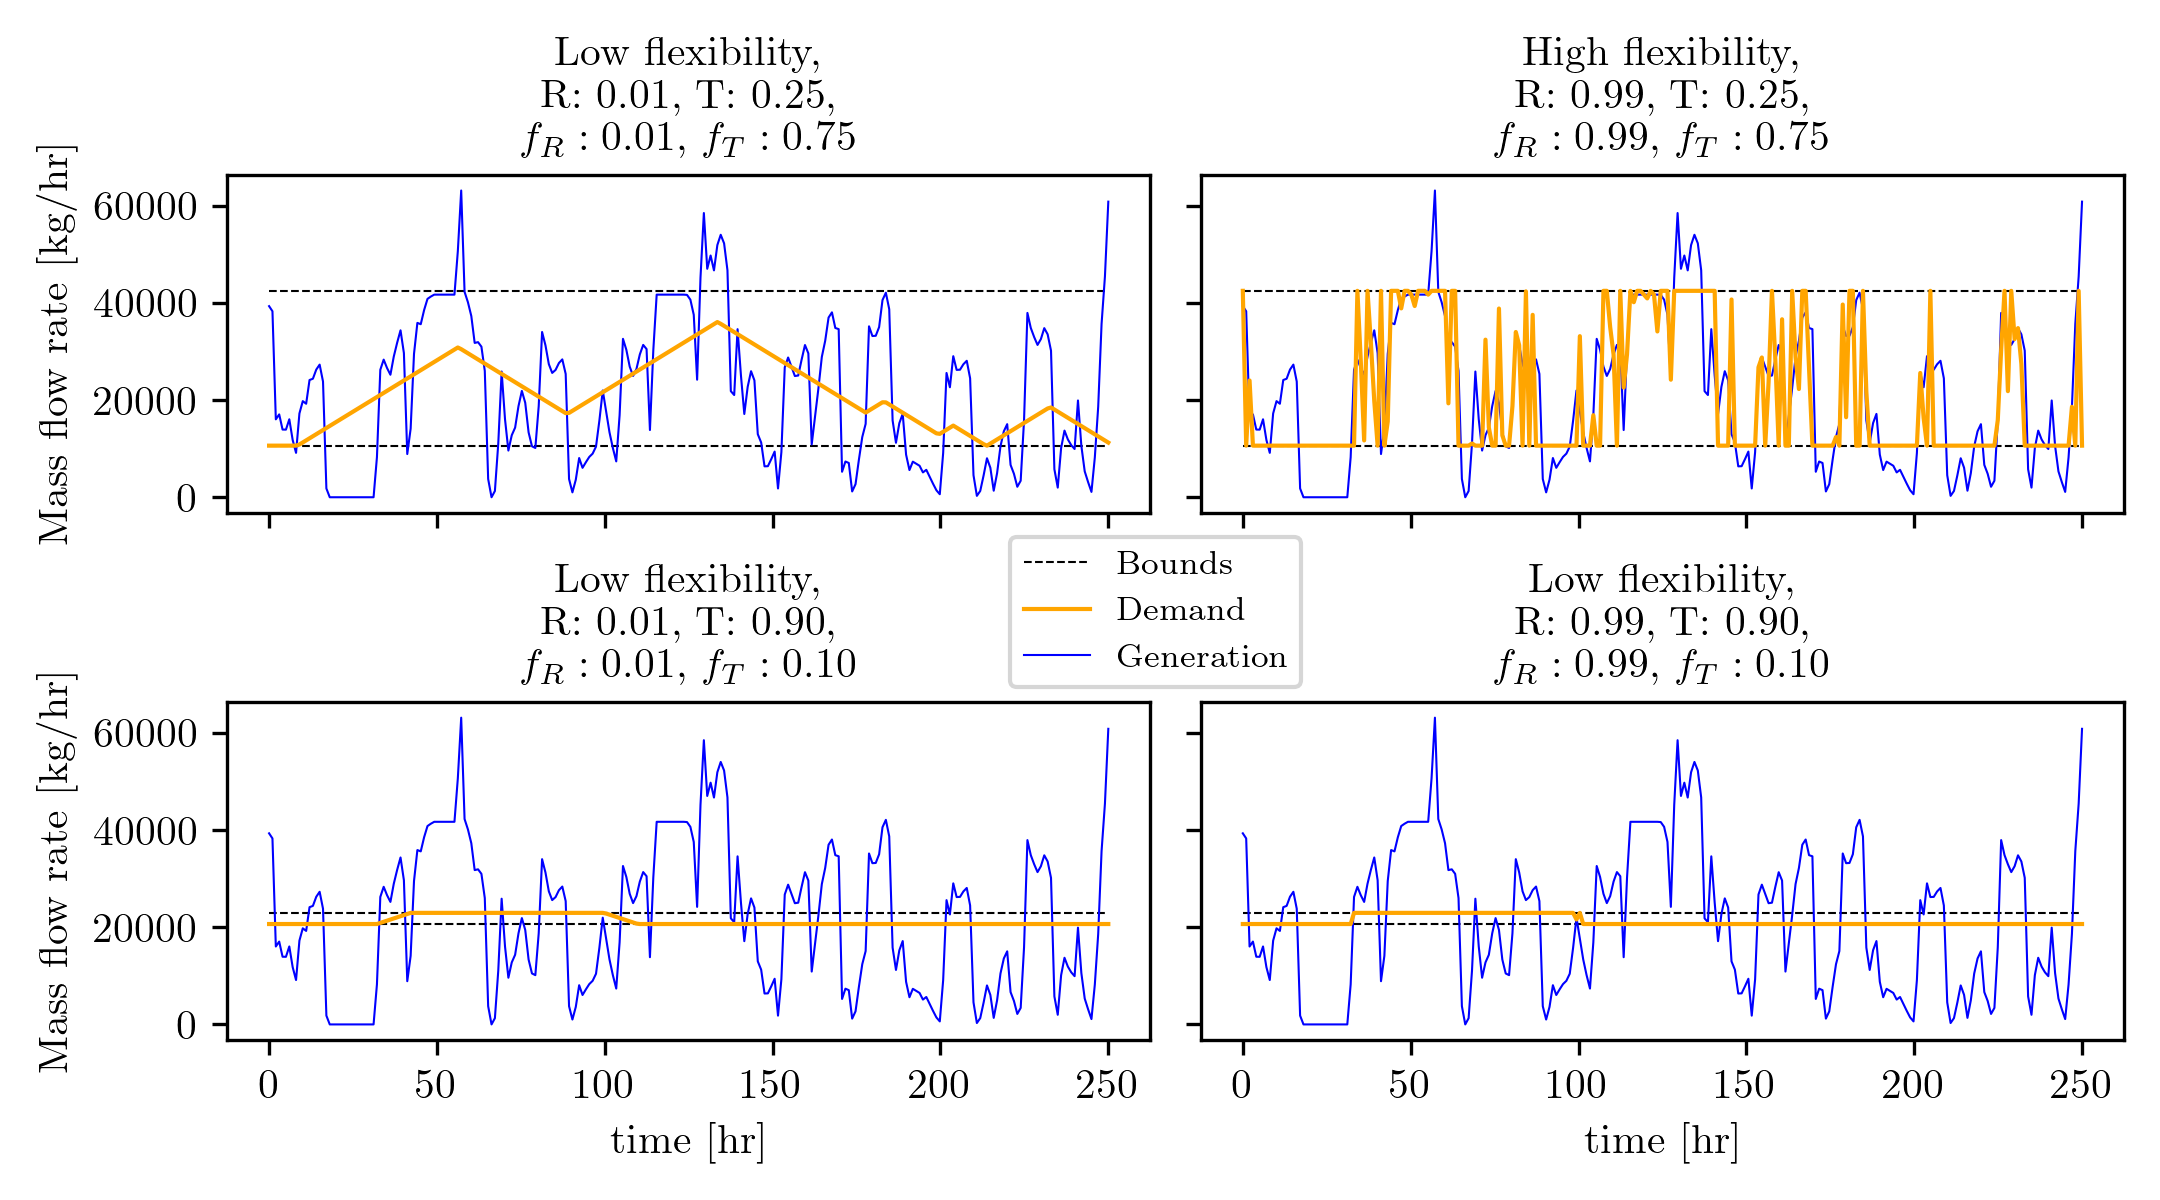 Low flexibility,
R: 0.01, T: 0.25,
f_R : 0.01, f_T : 0.75
High flexibility,
R: 0.99, T: 0.25,
f_R : 0.99, f_T : 0.75
Mass flow rate [kg/hr]
60000
40000
20000
0
Bounds
Demand
Generation
Low flexibility,
R: 0.01, T: 0.90,
f_R : 0.01, f_T : 0.10
Low flexibility,
R: 0.99, T: 0.90,
f_R : 0.99, f_T : 0.10
Mass flow rate [kg/hr]
60000
40000
20000
0
0 50 100 150 200 250
time [hr]
0 50 100 150 200 250
time [hr]